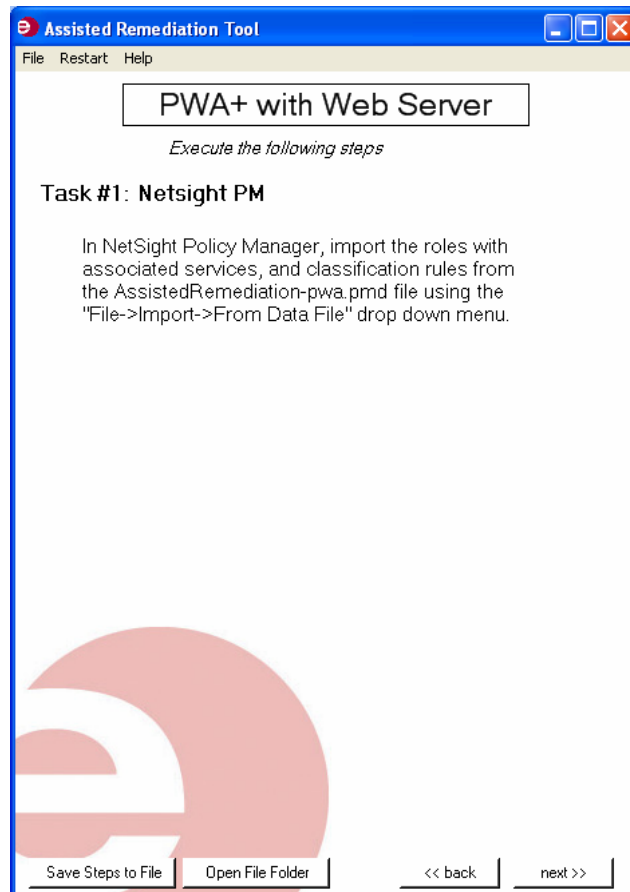 Assisted Remediation Tool
File Restart Help
PWA+ with Web Server
Execute the following steps
Task #1: Netsight PM
In NetSight Policy Manager, import the roles with
associated services, and classification rules from
the AssistedRemediation-pwa.pmd file using the
"File->Import->From Data File" drop down menu.
Save Steps to File Open File Folder << back next >>